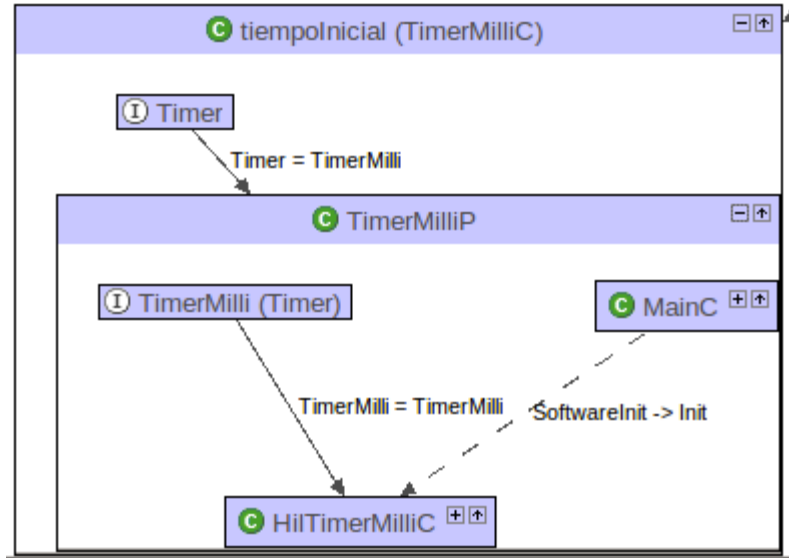 C tiempoInicial (TimerMilliC)
I Timer
Timer = TimerMilli
C TimerMilliP
I TimerMilli (Timer)
C MainC
TimerMilli = TimerMilli
SoftwareInit -> Init
C HilTimerMilliC